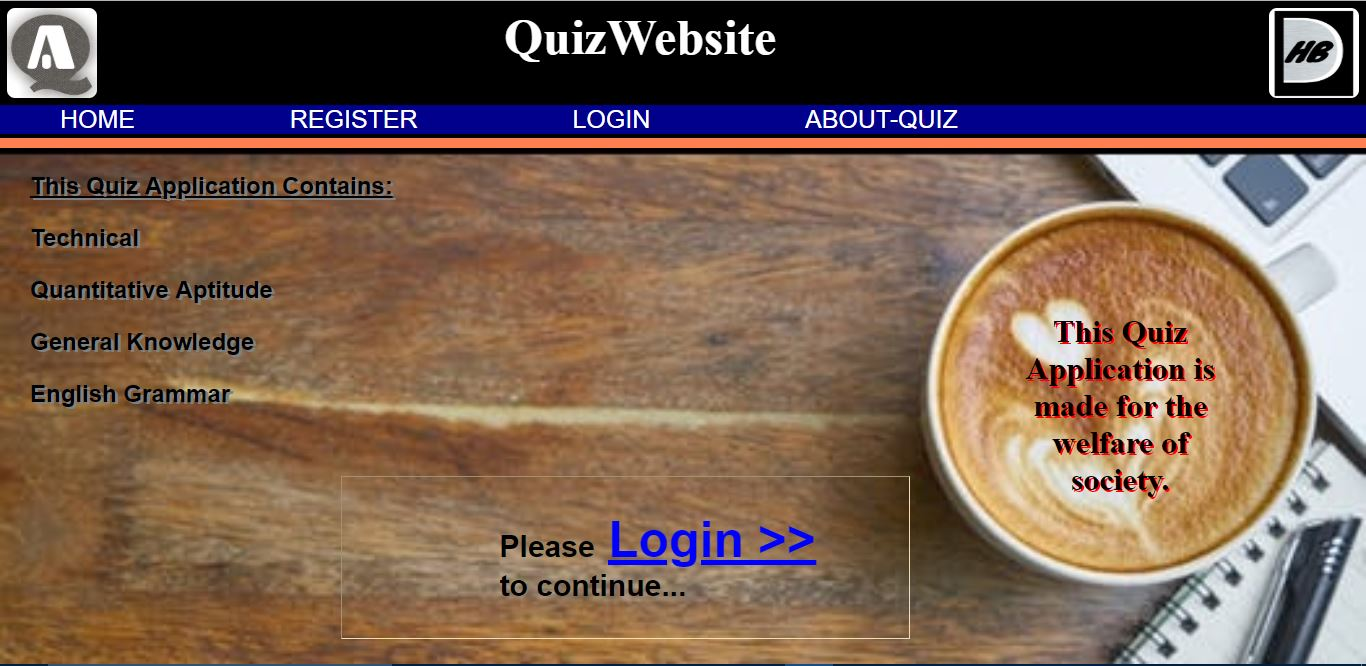 QuizWebsite
HB
HOME REGISTER LOGIN ABOUT-QUIZ
This Quiz Application Contains:
Technical
Quantitative Aptitude
General Knowledge
English Grammar
This Quiz
Application is
made for the
welfare of
society.
Please Login >>
to continue...